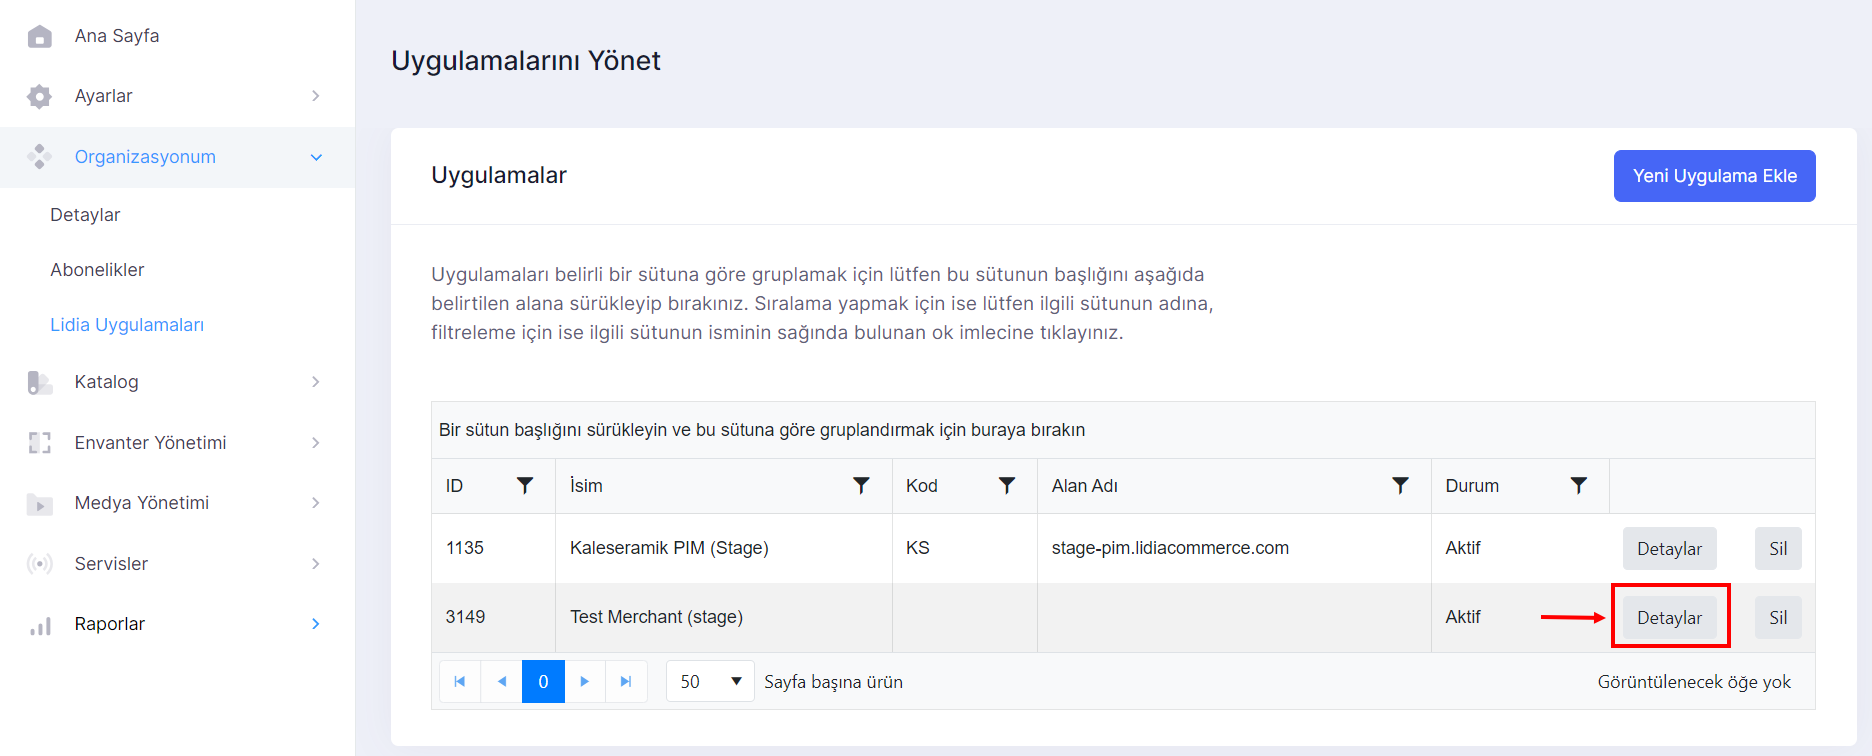 Ana Sayfa
Ayarlar
Organizasyonum
Detaylar
Abonelikler
Lidia Uygulamaları
Katalog
Envanter Yönetimi
Medya Yönetimi
Servisler
Raporlar
Uygulamalarını Yönet
Uygulamalar
Yeni Uygulama Ekle
Uygulamaları belirli bir sütuna göre gruplamak için lütfen bu sütunun başlığını aşağıda
belirtilen alana sürükleyip bırakınız. Sıralama yapmak için ise lütfen ilgili sütunun adına,
filtreleme için ise ilgili sütunun isminin sağında bulunan ok imlecine tıklayınız.
Bir sütun başlığını sürükleyin ve bu sütuna göre gruplandırmak için buraya bırakın
ID İsim Kod Alan Adı Durum
1135 Kaleseramik PIM (Stage) KS stage-pim.lidiacommerce.com Aktif Detaylar Sil
3149 Test Merchant (stage) Aktif Detaylar Sil
0 50 Sayfa başına ürün Görüntülenecek öğe yok